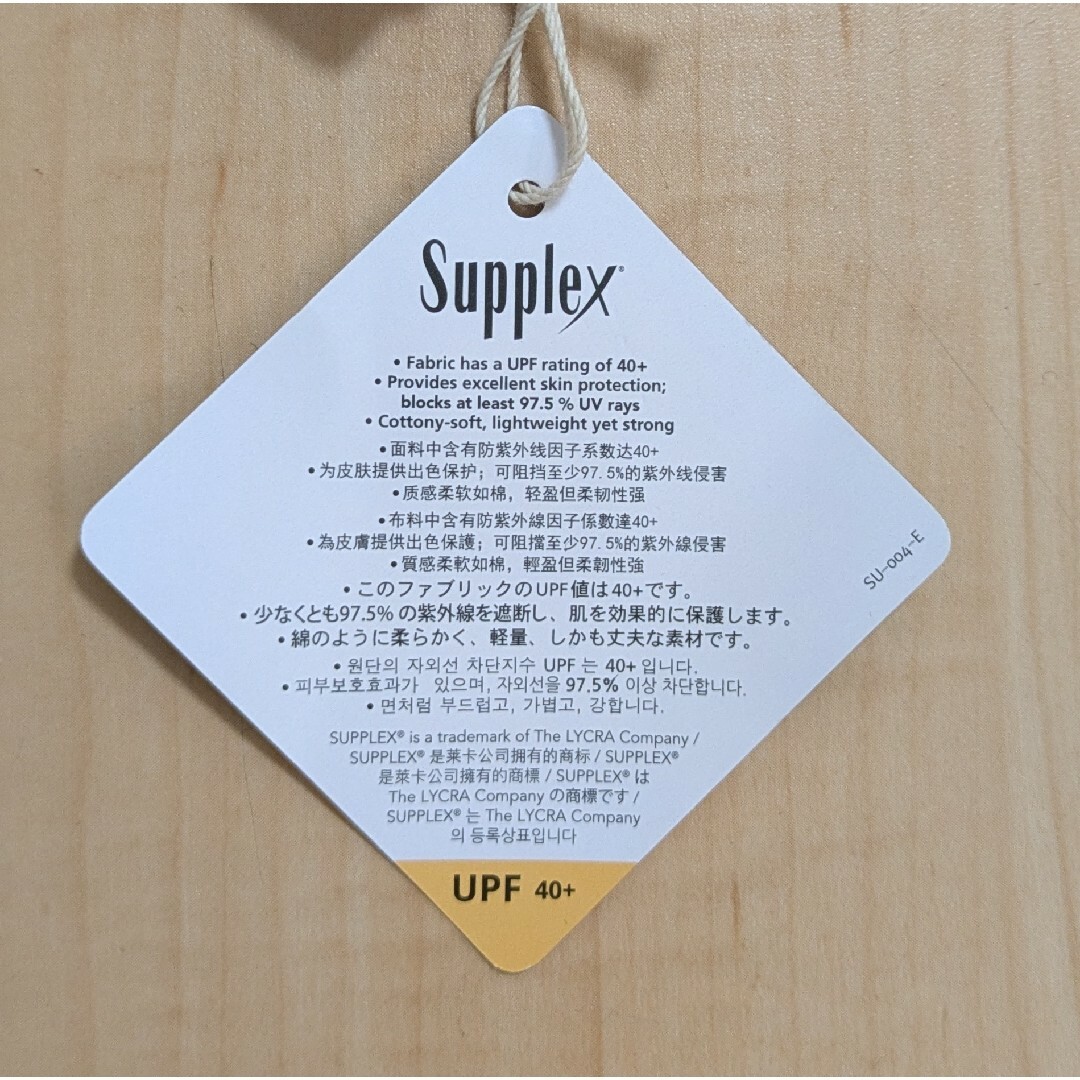 Supplex®
• Fabric has a UPF rating of 40+
• Provides excellent skin protection;
blocks at least 97.5 % UV rays
• Cottony-soft, lightweight yet strong
•面料中含有防紫外线因子系数达40+
•为皮肤提供出色保护；可阻挡至少97.5%的紫外线侵害
•质感柔软如棉，轻盈但柔韧性强
•布料中含有防紫外線因子係數達40+
•為皮膚提供出色保護；可阻擋至少97.5%的紫外線侵害
•質感柔軟如棉，輕盈但柔韌性強
• このファブリックのUPF値は40+です。
• 少なくとも97.5% の紫外線を遮断し、肌を効果的に保護します。
• 綿のように柔らかく、軽量、しかも丈夫な素材です。
• 원단의 자외선 차단지수 UPF 는 40+ 입니다.
• 피부보호효과가 있으며, 자외선을 97.5% 이상 차단합니다.
• 면처럼 부드럽고, 가볍고, 강합니다.
SUPPLEX® is a trademark of The LYCRA Company /
SUPPLEX® 是莱卡公司拥有的商标 / SUPPLEX®
是萊卡公司擁有的商標 / SUPPLEX® は
The LYCRA Company の商標です /
SUPPLEX® 는 The LYCRA Company
의 등록상표입니다
UPF 40+
SU-004-E